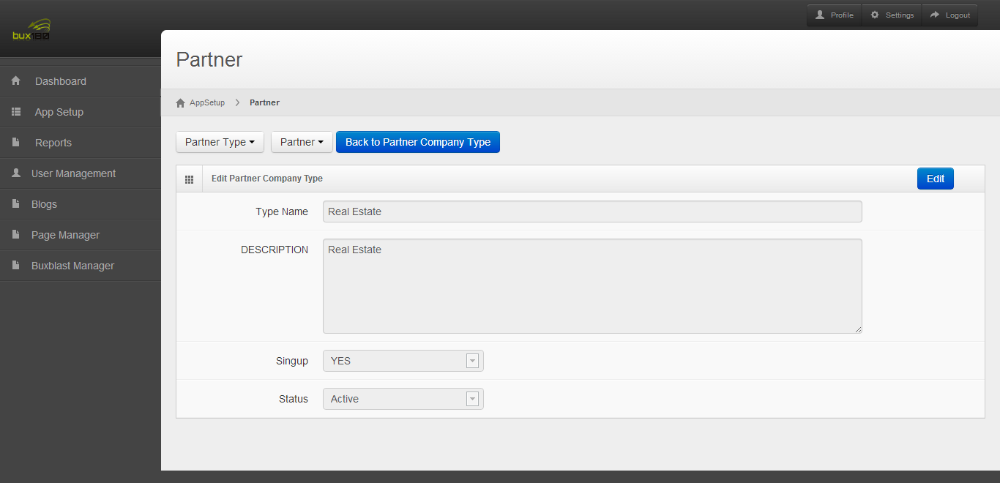 bux180
Profile
Settings
Logout
Partner
Dashboard
App Setup
Reports
User Management
Blogs
Page Manager
Buxblast Manager
AppSetup
Partner
Partner Type
Partner
Back to Partner Company Type
Edit Partner Company Type
Edit
Type Name
Real Estate
DESCRIPTION
Real Estate
Singup
YES
Status
Active